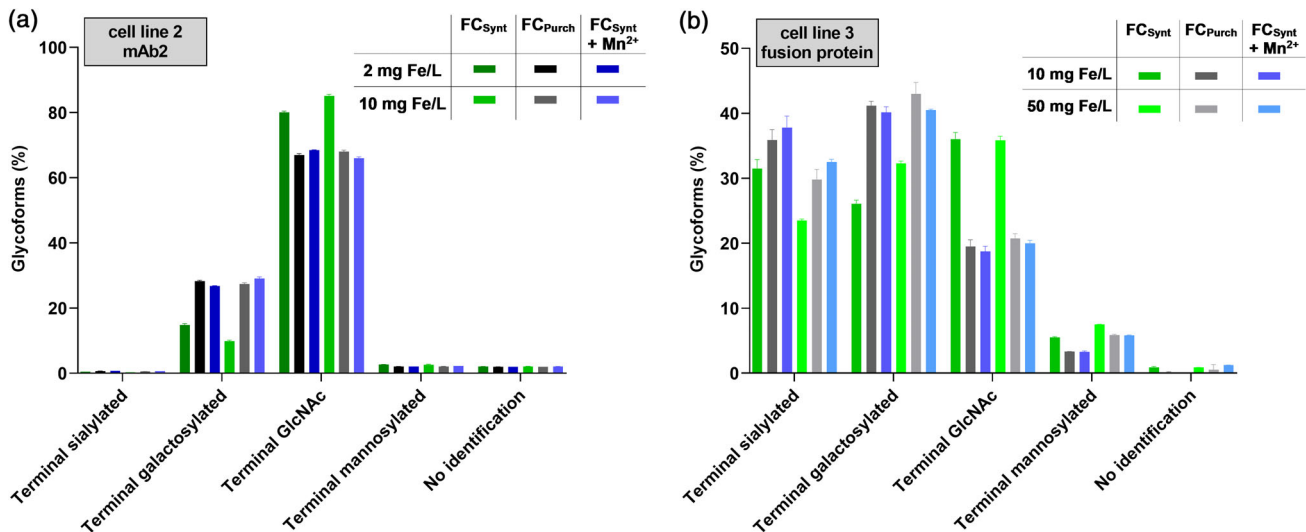 (a)
cell line 2
mAb2
FCSynt FCPurch FCSynt
+ Mn2+
2 mg Fe/L
10 mg Fe/L
Glycoforms (%)
100
80
60
40
20
0
Terminal sialylated
Terminal galactosylated
Terminal GlcNAc
Terminal mannosylated
No identification
(b)
cell line 3
fusion protein
FCSynt FCPurch FCSynt
+ Mn2+
10 mg Fe/L
50 mg Fe/L
Glycoforms (%)
50
40
30
20
10
0
Terminal sialylated
Terminal galactosylated
Terminal GlcNAc
Terminal mannosylated
No identification